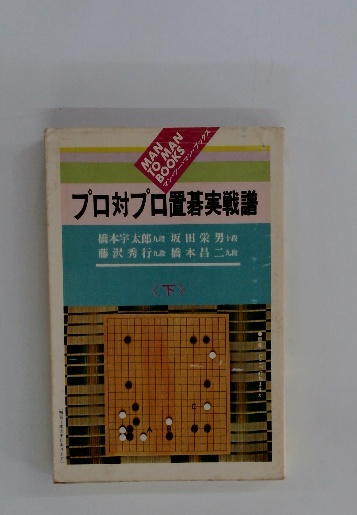 MAN
TO MAN
BOOKS
マン・ツー・マン・ブックス
プロ対プロ置碁実戦譜
橋本宇太郎九段 坂田栄男十段
藤沢秀行九段 橋本昌二九段
〈下〉
A
C